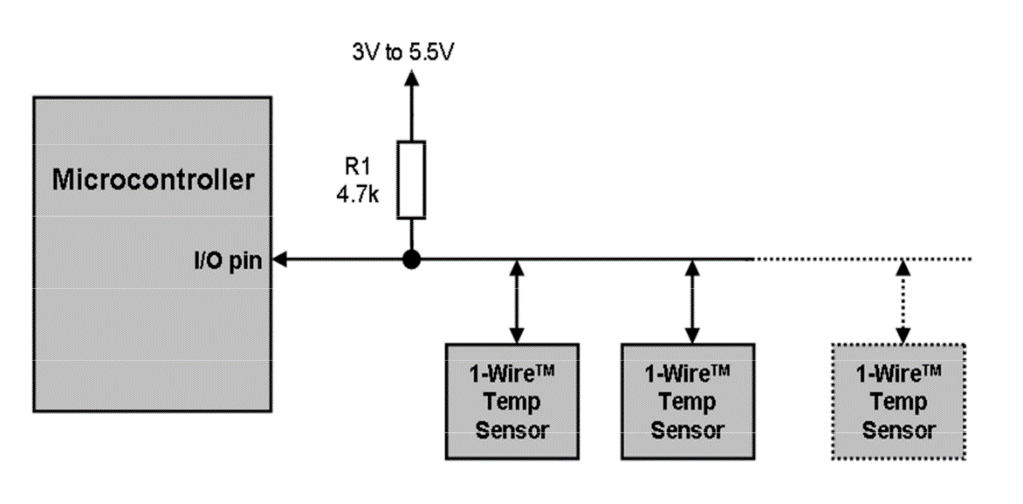 3V to 5.5V
Microcontroller
R1
4.7k
I/O pin
1-Wire™
Temp
Sensor
1-Wire™
Temp
Sensor
1-Wire™
Temp
Sensor